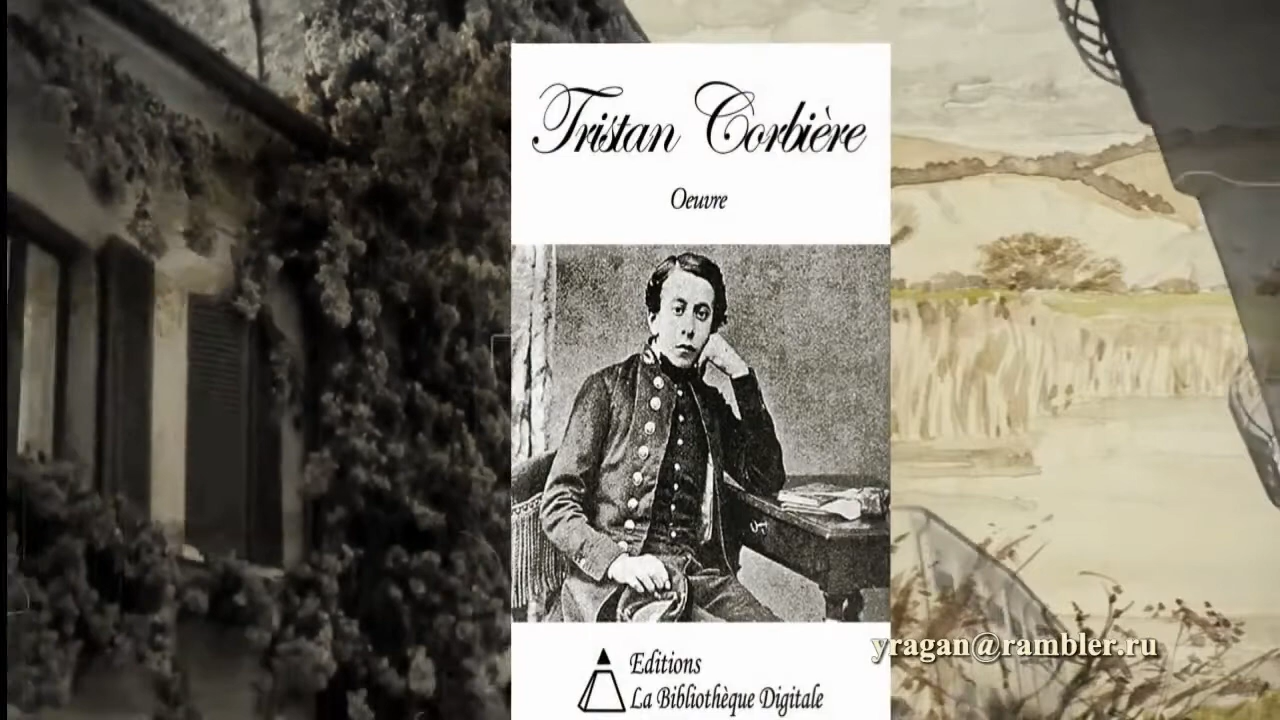 Tristan Corbière
Oeuvre
yragan@rambler.ru
Editions
La Bibliothèque Digitale